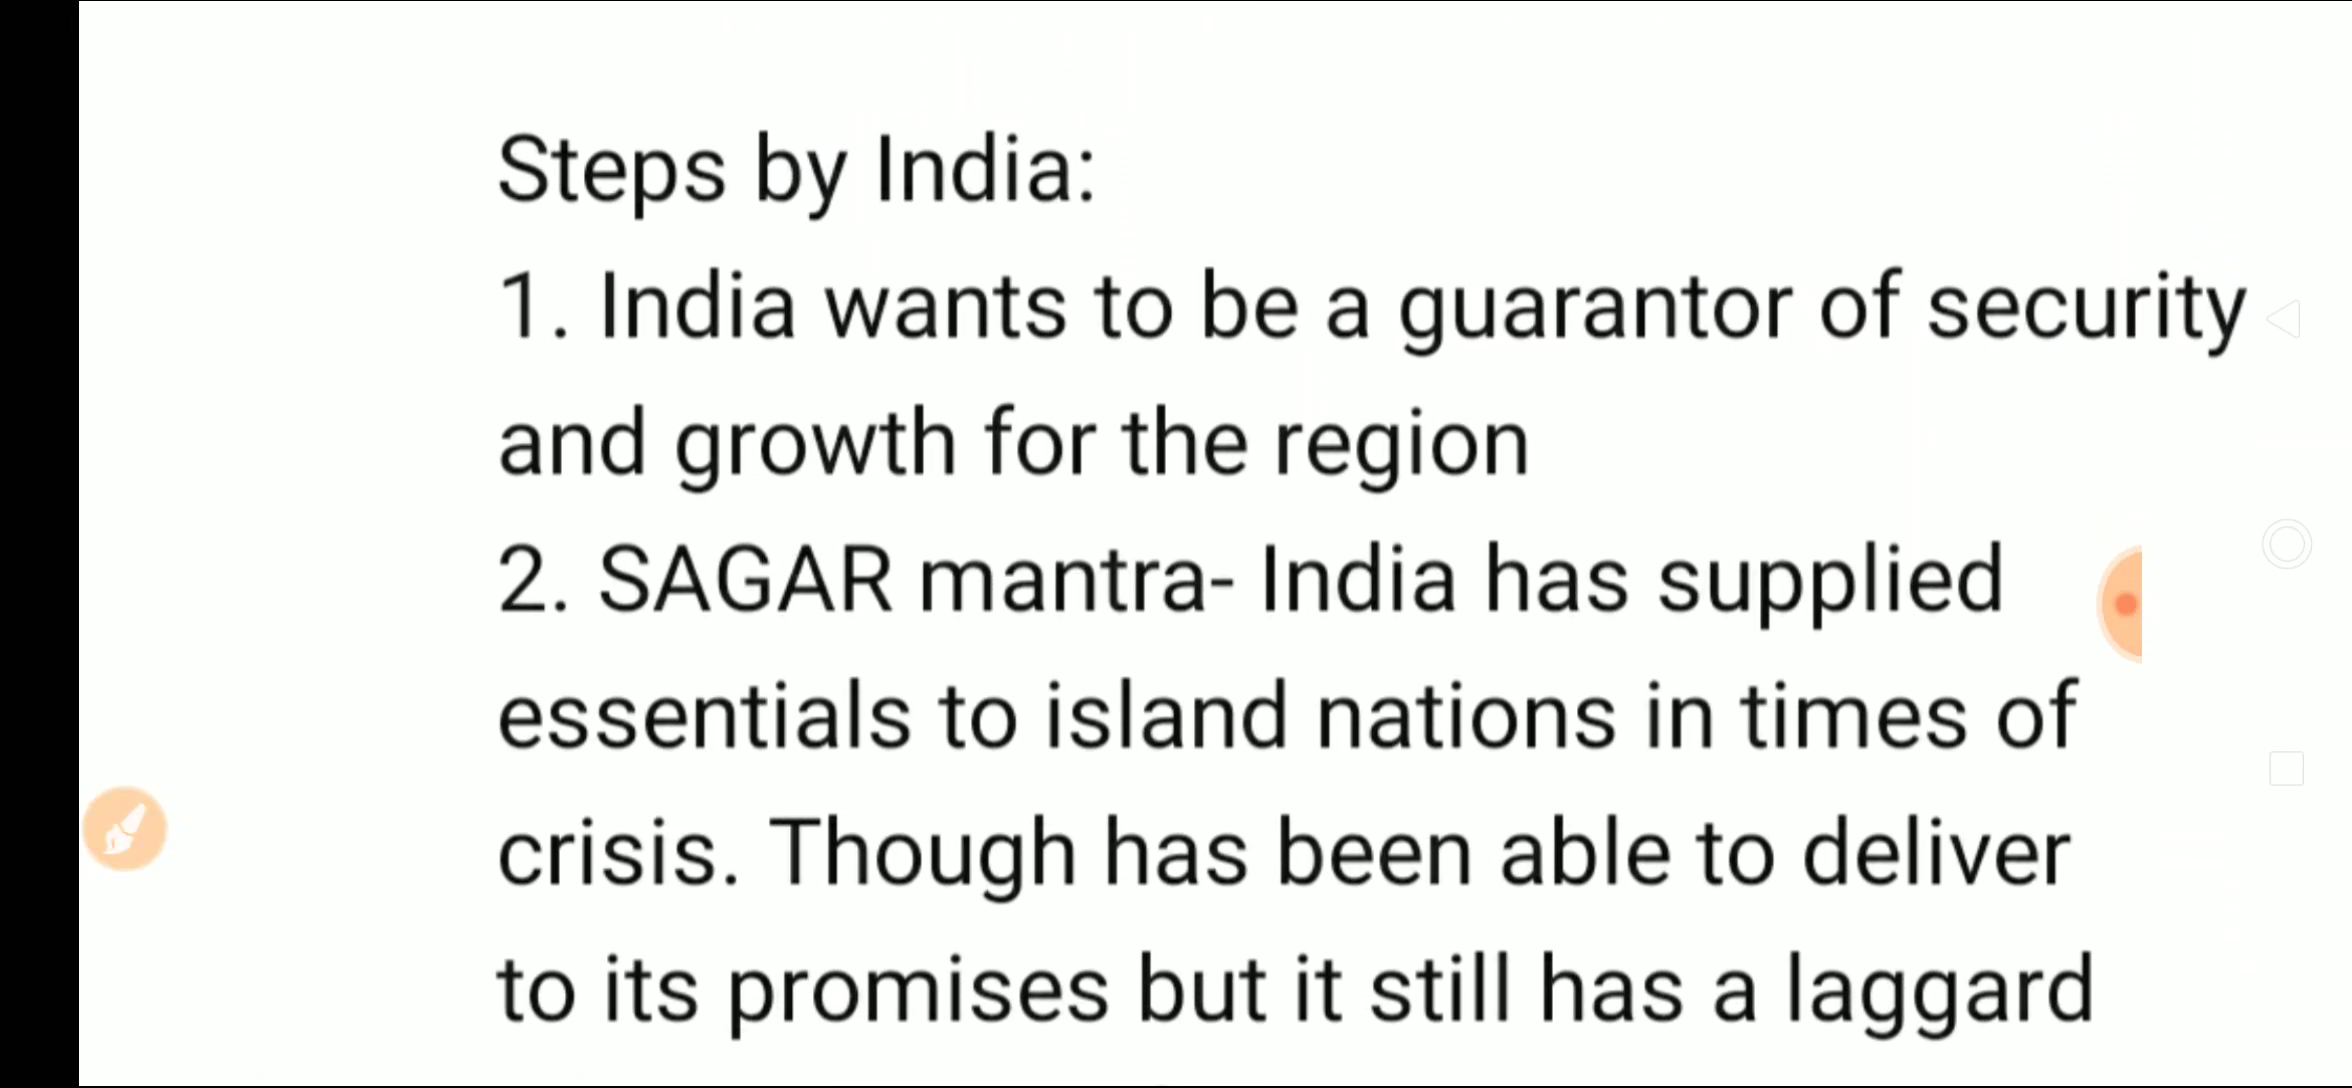 Steps by India:
1. India wants to be a guarantor of security
and growth for the region
2. SAGAR mantra- India has supplied
essentials to island nations in times of
crisis. Though has been able to deliver
to its promises but it still has a laggard